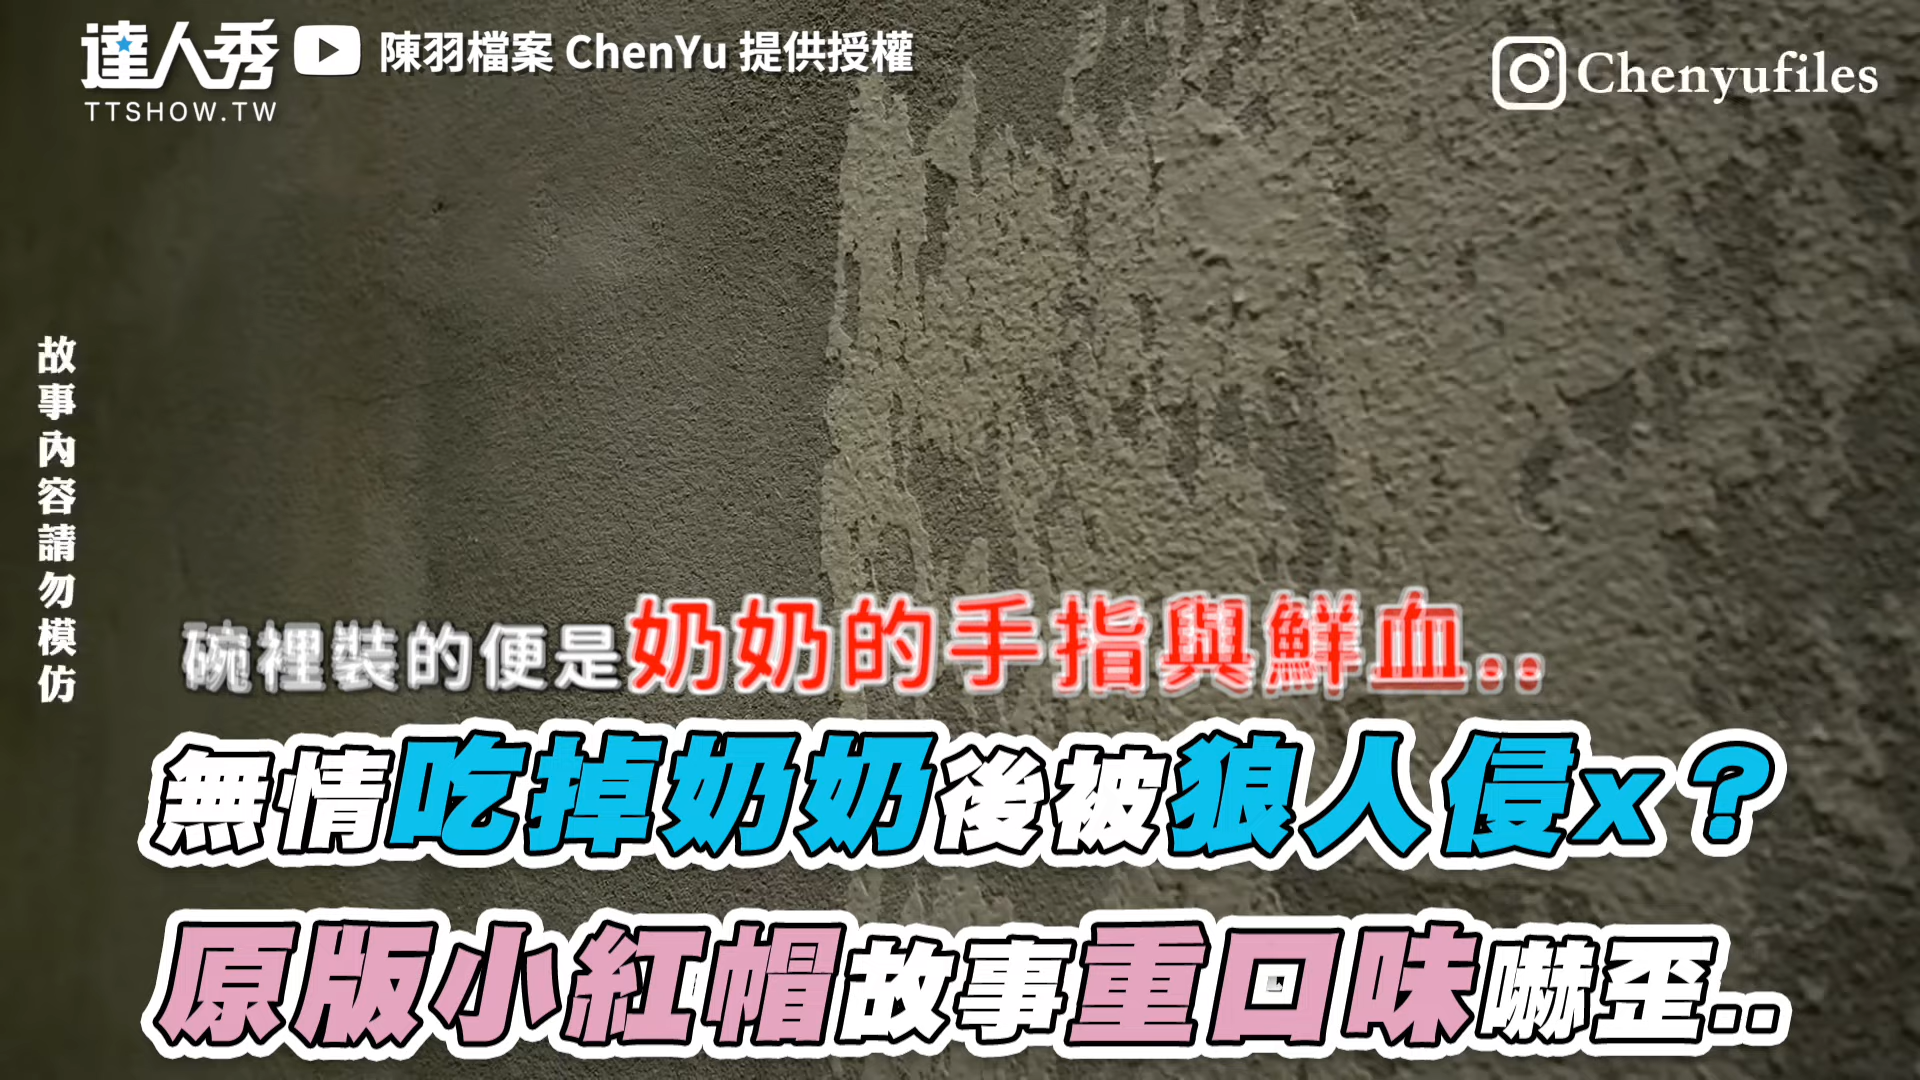 達人秀
TTSHOW.TW
陳羽檔案 ChenYu 提供授權
Chenyufiles
故事內容請勿模仿
碗裡裝的便是奶奶的手指與鮮血..
無情吃掉奶奶後被狼人侵x？
原版小紅帽故事重口味嚇歪..